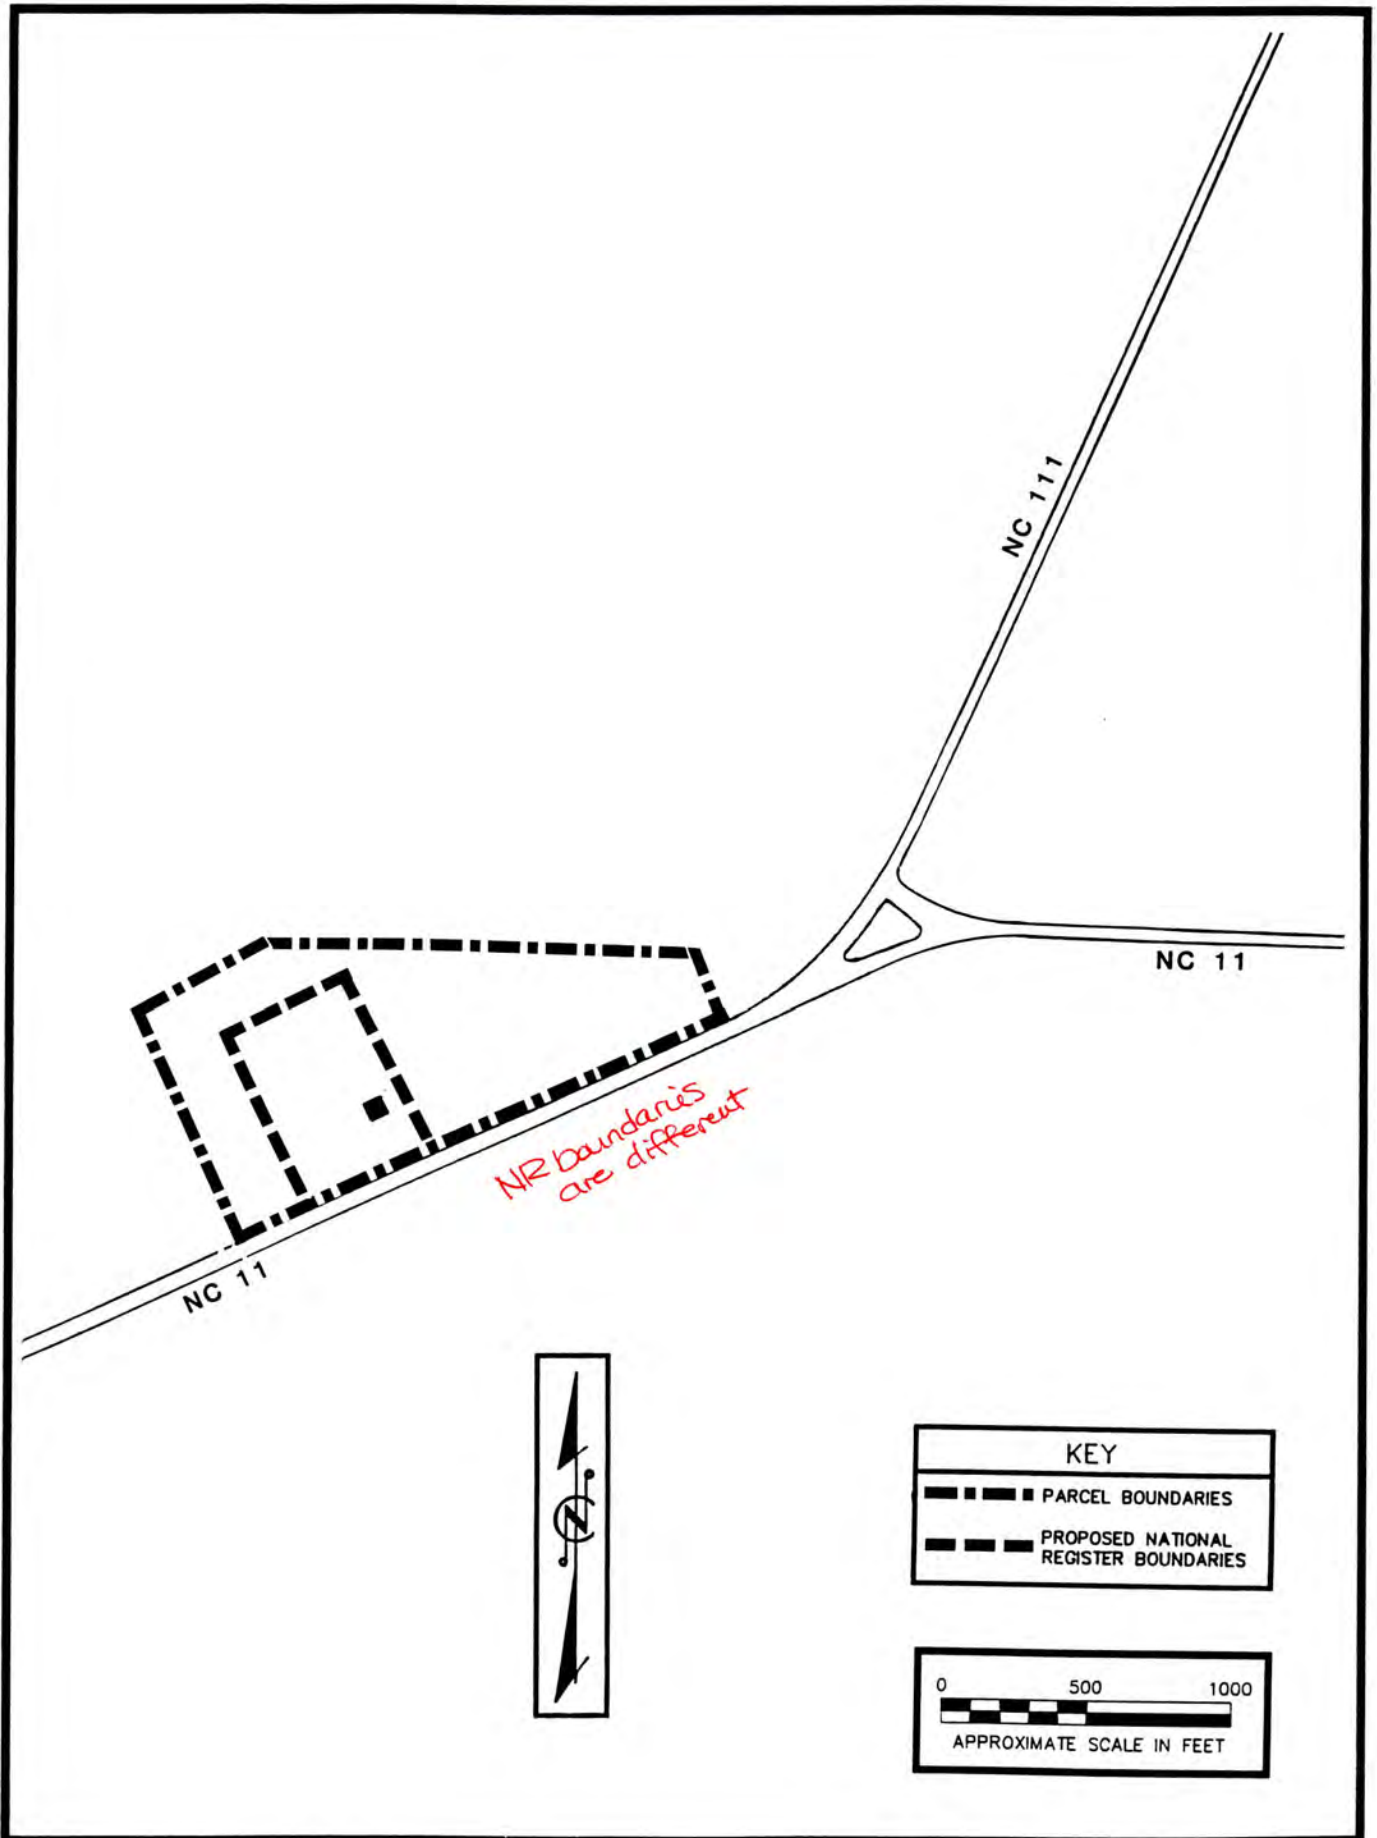 NC 111
NC 11
NR boundaries
are different
NC 11
N
KEY
PARCEL BOUNDARIES
PROPOSED NATIONAL
REGISTER BOUNDARIES
0 500 1000
APPROXIMATE SCALE IN FEET